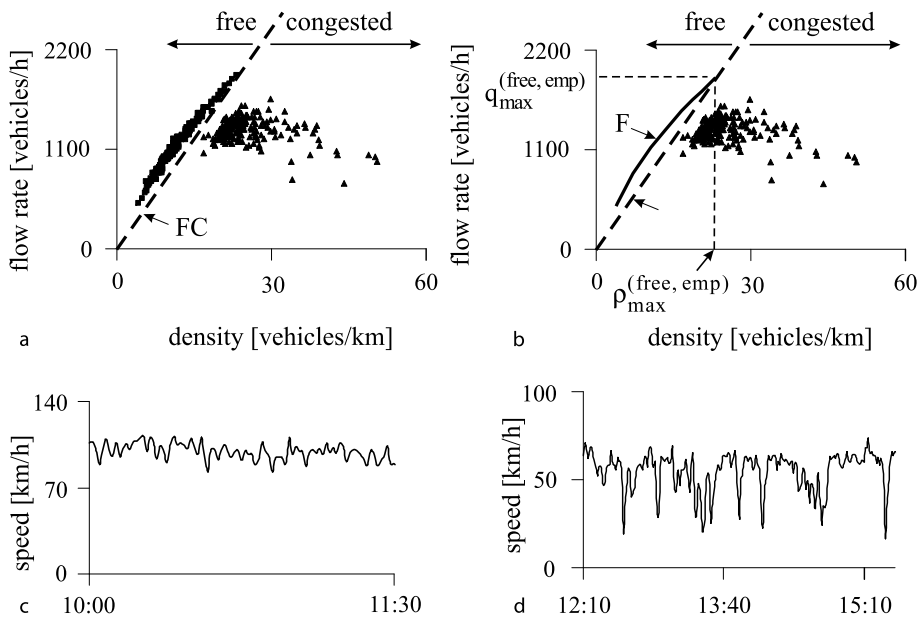 free congested
2200
1100
0
flow rate [vehicles/h]
FC
0 30 60
density [vehicles/km]
a
free congested
2200
1100
0
flow rate [vehicles/h]
q max (free, emp)
F
0 30 60
ρ max (free, emp)
density [vehicles/km]
b
140
70
0
speed [km/h]
10:00 11:30
c
100
50
0
speed [km/h]
12:10 13:40 15:10
d